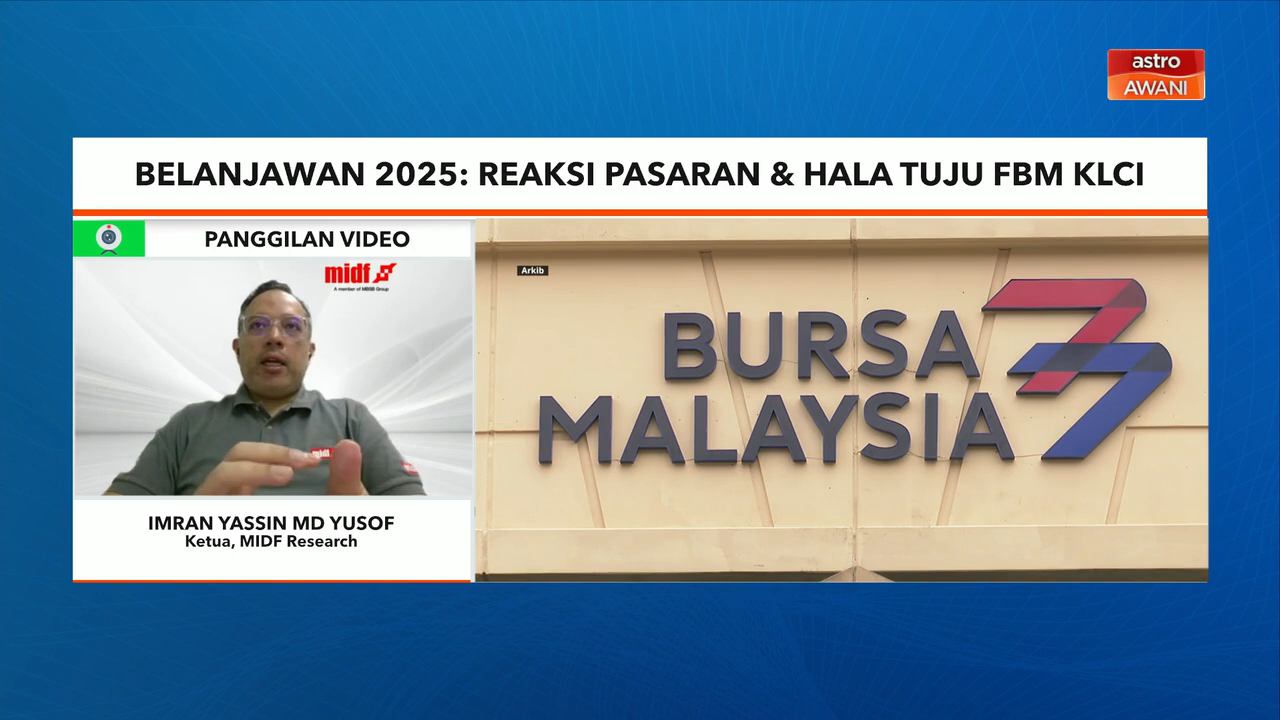 astro
AWANI
BELANJAWAN 2025: REAKSI PASARAN & HALA TUJU FBM KLCI
PANGGILAN VIDEO
midf
A member of MBSB Group
Arkib
BURSA
MALAYSIA
midf
IMRAN YASSIN MD YUSOF
Ketua, MIDF Research